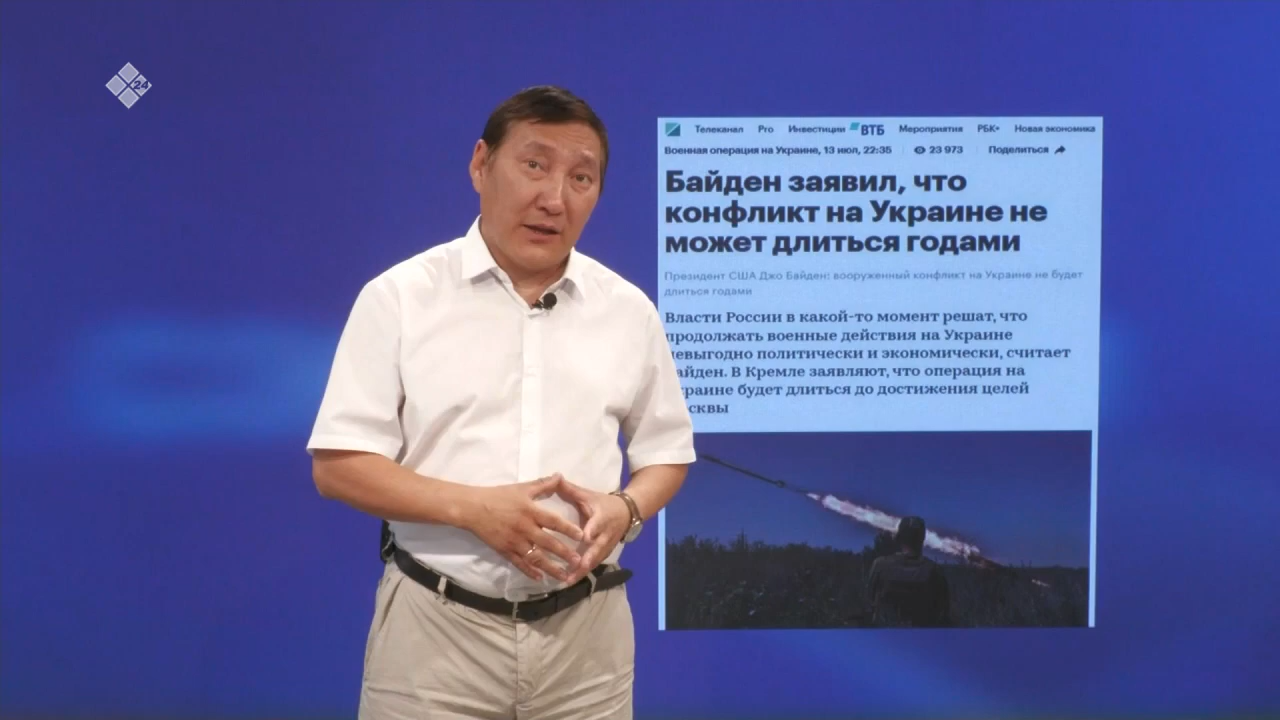 24
Телеканал Pro Инвестиции ВТБ Мероприятия РБК+ Новая экономика
Военная операция на Украине, 13 июл, 22:35 23 973 Поделиться
Байден заявил, что
конфликт на Украине не
может длиться годами
Президент США Джо Байден: вооруженный конфликт на Украине не будет
длиться годами
Власти России в какой-то момент решат, что
продолжать военные действия на Украине
невыгодно политически и экономически, считает
айден. В Кремле заявляют, что операция на
краине будет длиться до достижения целей
сквы